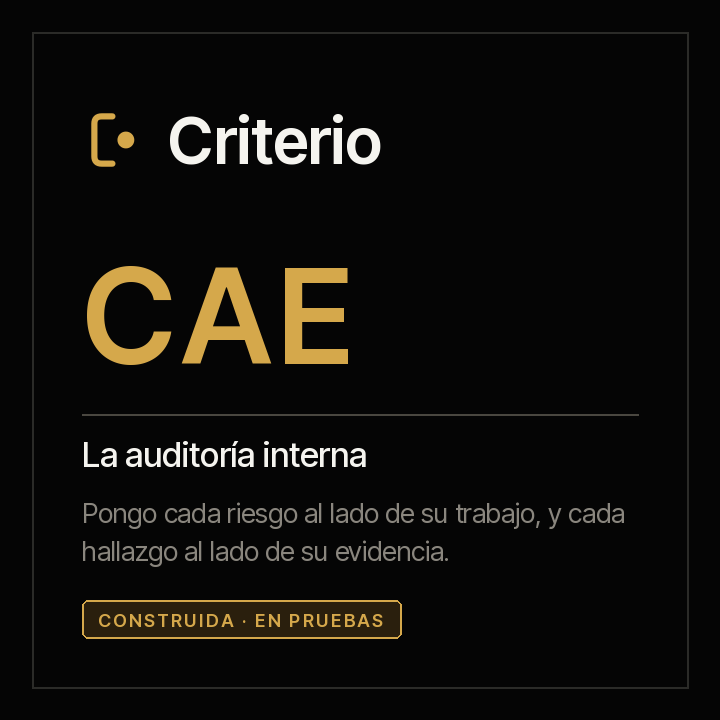 Criterio
CAE
La auditoría interna
Pongo cada riesgo al lado de su trabajo, y cada
hallazgo al lado de su evidencia.
CONSTRUIDA · EN PRUEBAS